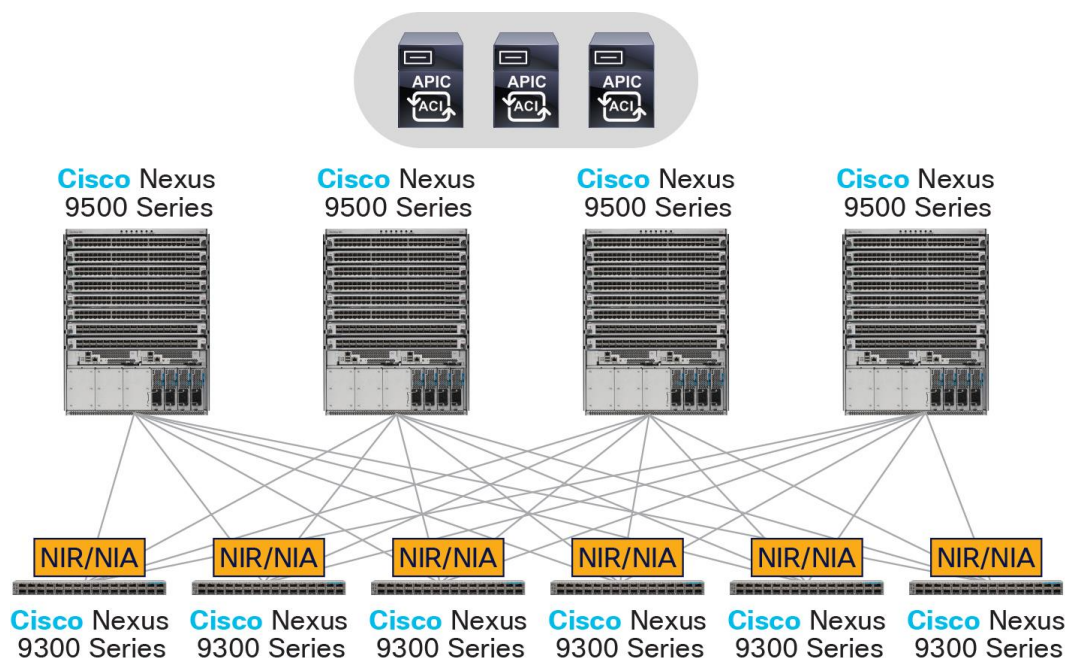 APIC
ACI
APIC
ACI
APIC
ACI
Cisco Nexus
9500 Series
Cisco Nexus
9500 Series
Cisco Nexus
9500 Series
Cisco Nexus
9500 Series
NIR/NIA
NIR/NIA
NIR/NIA
NIR/NIA
NIR/NIA
NIR/NIA
Cisco Nexus
9300 Series
Cisco Nexus
9300 Series
Cisco Nexus
9300 Series
Cisco Nexus
9300 Series
Cisco Nexus
9300 Series
Cisco Nexus
9300 Series